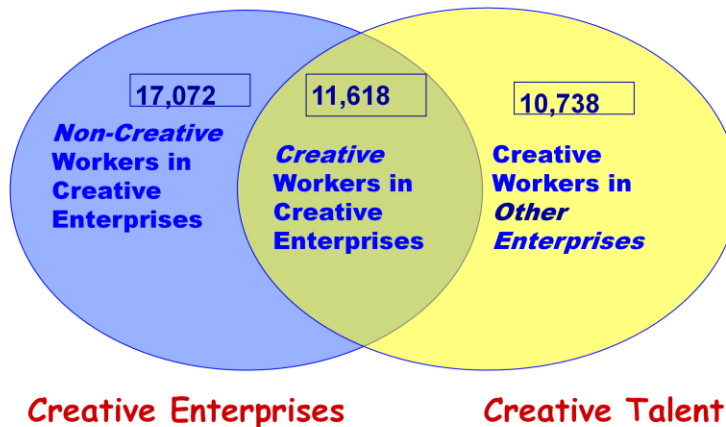 17,072
Non-Creative
Workers in
Creative
Enterprises
11,618
Creative
Workers in
Creative
Enterprises
10,738
Creative
Workers in
Other
Enterprises
Creative Enterprises
Creative Talent